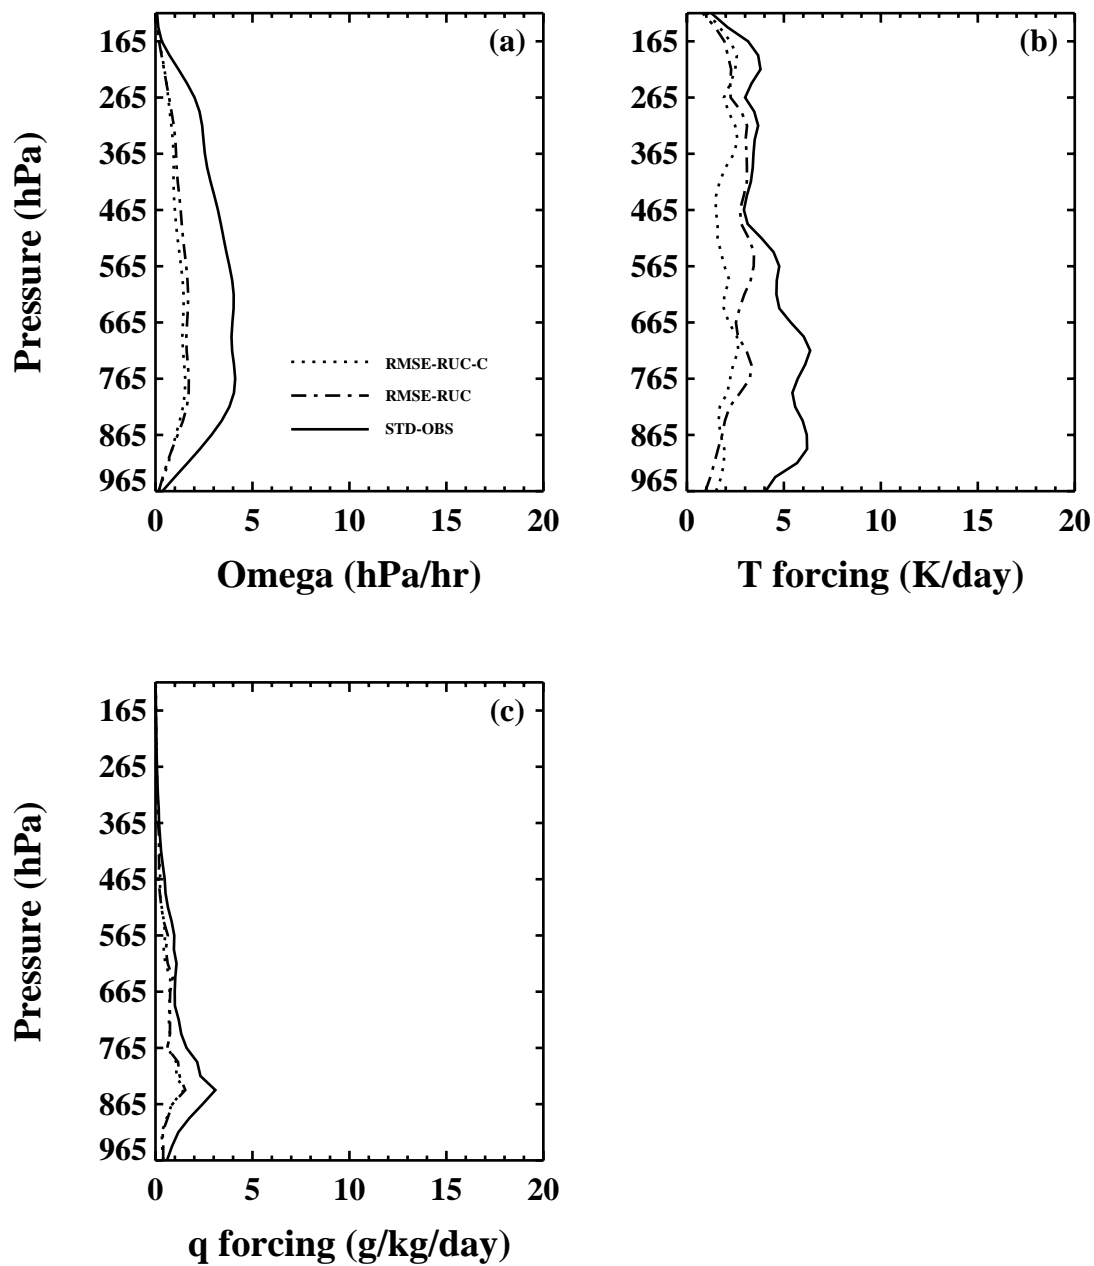 (a)
165
265
365
465
565
665
765
865
965
Pressure (hPa)
RMSE-RUC-C
RMSE-RUC
STD-OBS
0 5 10 15 20
Omega (hPa/hr)
(b)
165
265
365
465
565
665
765
865
965
0 5 10 15 20
T forcing (K/day)
(c)
165
265
365
465
565
665
765
865
965
Pressure (hPa)
0 5 10 15 20
q forcing (g/kg/day)